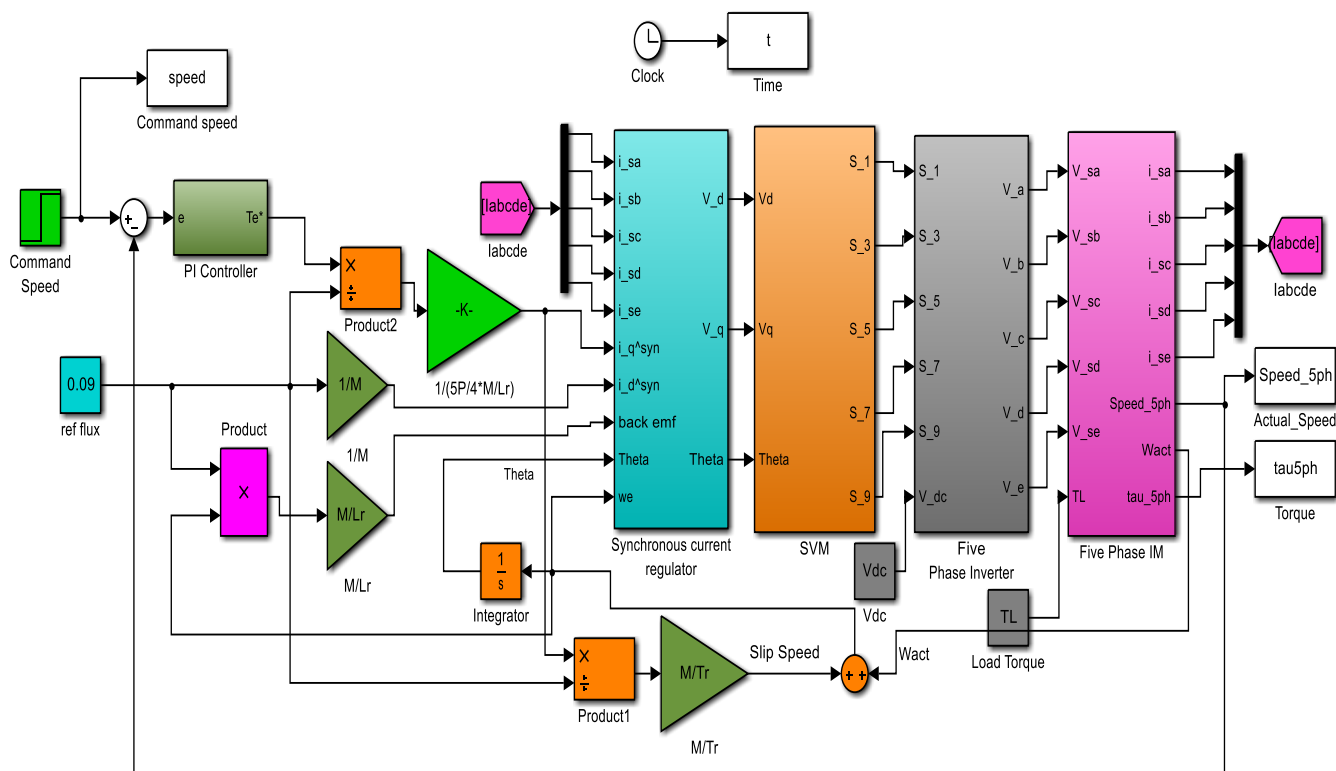 t
Clock
Time
speed
Command speed
Command
Speed
+
-
e
Te*
PI Controller
X
÷
Product2
-K-
1/(5P/4*M/Lr)
0.09
ref flux
1/M
1/M
Product
X
M/Lr
M/Lr
[Iabcde]
Iabcde
i_sa
i_sb
i_sc
i_sd
i_se
i_q^syn
i_d^syn
back emf
Theta
we
V_d
V_q
Theta
Synchronous current
regulator
Theta
1
s
Integrator
Vd
Vq
Theta
S_1
S_3
S_5
S_7
S_9
SVM
S_1
S_3
S_5
S_7
S_9
V_dc
V_a
V_b
V_c
V_d
V_e
Five
Phase Inverter
Vdc
Vdc
V_sa
V_sb
V_sc
V_sd
V_se
TL
i_sa
i_sb
i_sc
i_sd
i_se
Speed_5ph
Wact
tau_5ph
Five Phase IM
[Iabcde]
Iabcde
Speed_5ph
Actual_Speed
tau5ph
Torque
TL
Load Torque
X
÷
Product1
M/Tr
M/Tr
Slip Speed
+ +
Wact